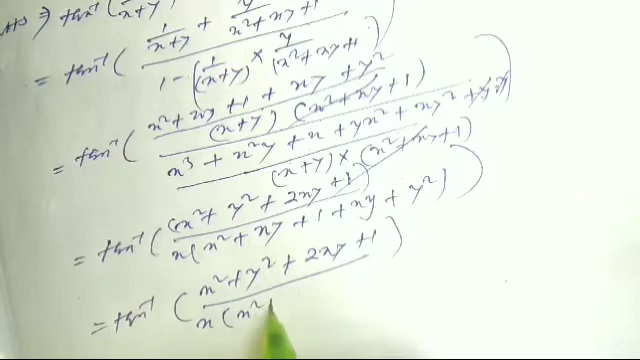 ⇒ tan⁻¹(1/(x+y)) + y/(x²+xy+1)
= tan⁻¹ ( (1/(x+y) + y/(x²+xy+1)) / (1 - (1/(x+y) × y/(x²+xy+1))) )
= tan⁻¹ ( ((x² + xy + 1 + xy + y²) / ((x+y) (x²+xy+1))) / ((x³ + x²y + x + yx² + xy² + y - y) / ((x+y) × (x²+xy+1))) )
= tan⁻¹ ( (x² + y² + 2xy + 1) / (x(x² + xy + 1 + xy + y²)) )
= tan⁻¹ ( (x² + y² + 2xy + 1) / (x(x²